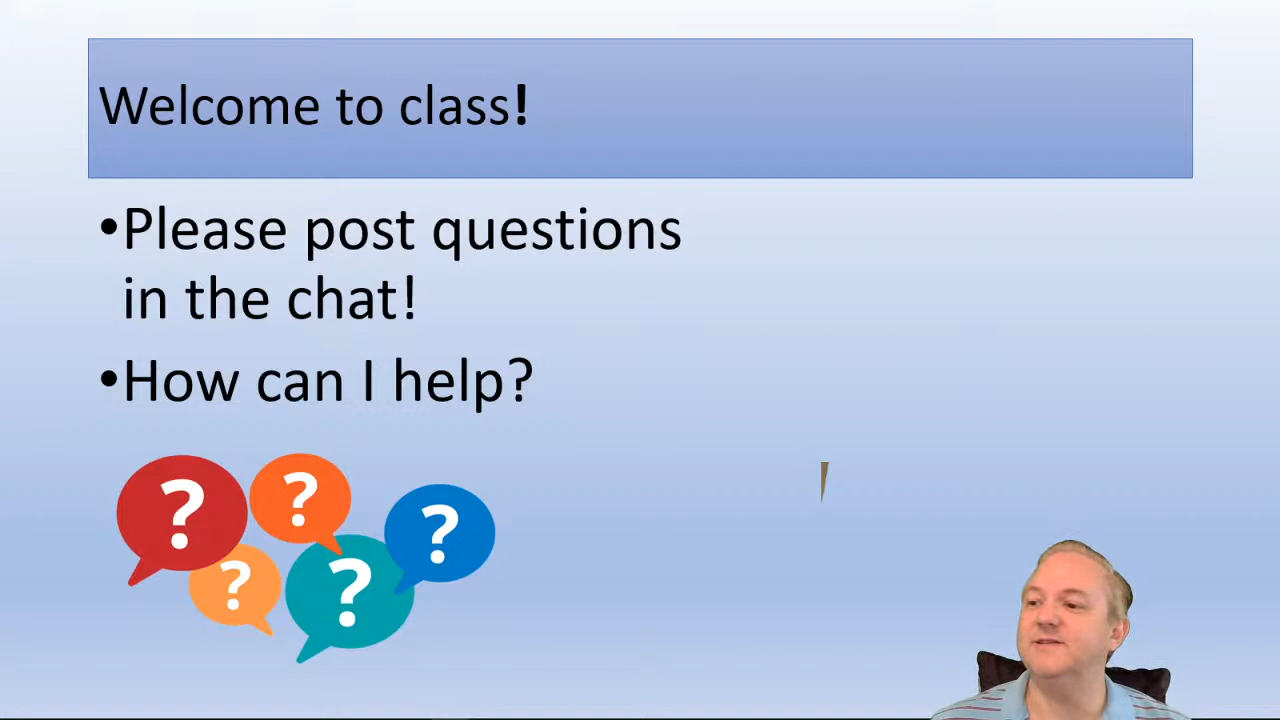 Welcome to class!
•Please post questions
in the chat!
•How can I help?
? ? ?
? ?